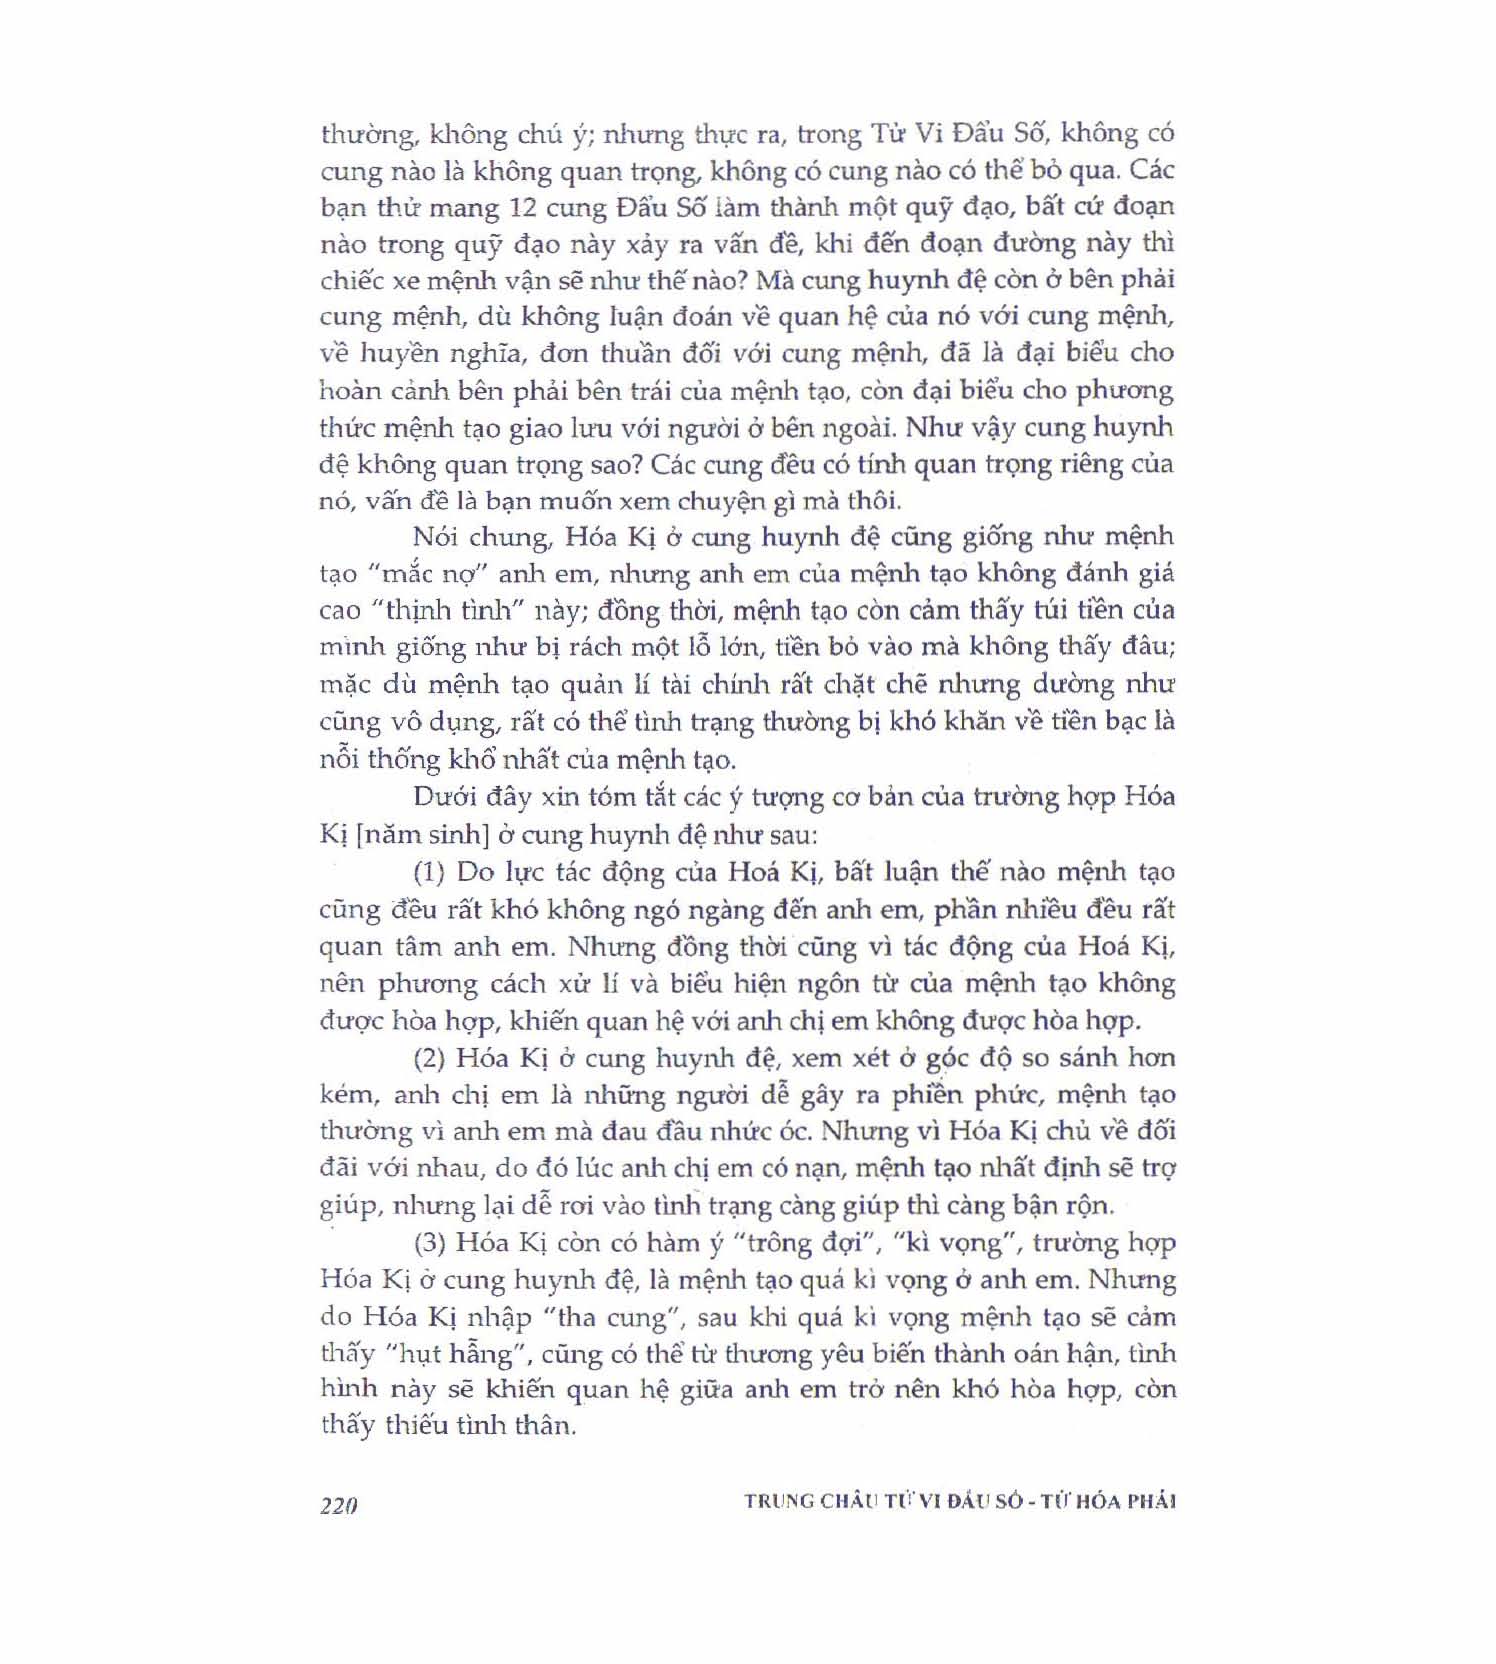 thường, không chú ý; nhưng thực ra, trong Tử Vi Đẩu Số, không có
cung nào là không quan trọng, không có cung nào có thể bỏ qua. Các
bạn thử mang 12 cung Đẩu Số làm thành một quỹ đạo, bất cứ đoạn
nào trong quỹ đạo này xảy ra vấn đề, khi đến đoạn đường này thì
chiếc xe mệnh vận sẽ như thế nào? Mà cung huynh đệ còn ở bên phải
cung mệnh, dù không luận đoán về quan hệ của nó với cung mệnh,
về huyền nghĩa, đơn thuần đối với cung mệnh, đã là đại biểu cho
hoàn cảnh bên phải bên trái của mệnh tạo, còn đại biểu cho phương
thức mệnh tạo giao lưu với người ở bên ngoài. Như vậy cung huynh
đệ không quan trọng sao? Các cung đều có tính quan trọng riêng của
nó, vấn đề là bạn muốn xem chuyện gì mà thôi.
Nói chung, Hóa Kị ở cung huynh đệ cũng giống như mệnh
tạo "mắc nợ" anh em, nhưng anh em của mệnh tạo không đánh giá
cao "thịnh tình" này; đồng thời, mệnh tạo còn cảm thấy túi tiền của
mình giống như bị rách một lỗ lớn, tiền bỏ vào mà không thấy đâu;
mặc dù mệnh tạo quản lí tài chính rất chặt chẽ nhưng dường như
cũng vô dụng, rất có thể tình trạng thường bị khó khăn về tiền bạc là
nỗi thống khổ nhất của mệnh tạo.
Dưới đây xin tóm tắt các ý tượng cơ bản của trường hợp Hóa
Kị [năm sinh] ở cung huynh đệ như sau:
(1) Do lực tác động của Hoá Kị, bất luận thế nào mệnh tạo
cũng đều rất khó không ngó ngàng đến anh em, phần nhiều đều rất
quan tâm anh em. Nhưng đồng thời cũng vì tác động của Hoá Kị,
nên phương cách xử lí và biểu hiện ngôn từ của mệnh tạo không
được hòa hợp, khiến quan hệ với anh chị em không được hòa hợp.
(2) Hóa Kị ở cung huynh đệ, xem xét ở góc độ so sánh hơn
kém, anh chị em là những người dễ gây ra phiền phức, mệnh tạo
thường vì anh em mà đau đầu nhức óc. Nhưng vì Hóa Kị chủ về đối
đãi với nhau, do đó lúc anh chị em có nạn, mệnh tạo nhất định sẽ trợ
giúp, nhưng lại dễ rơi vào tình trạng càng giúp thì càng bận rộn.
(3) Hóa Kị còn có hàm ý "trông đợi", "kì vọng", trường hợp
Hóa Kị ở cung huynh đệ, là mệnh tạo quá kì vọng ở anh em. Nhưng
do Hóa Kị nhập "tha cung", sau khi quá kì vọng mệnh tạo sẽ cảm
thấy "hụt hẫng", cũng có thể từ thương yêu biến thành oán hận, tình
hình này sẽ khiến quan hệ giữa anh em trở nên khó hòa hợp, còn
thấy thiếu tình thân.
220 TRUNG CHÂU TỬ VI ĐẨU SỐ - TỨ HÓA PHÁI